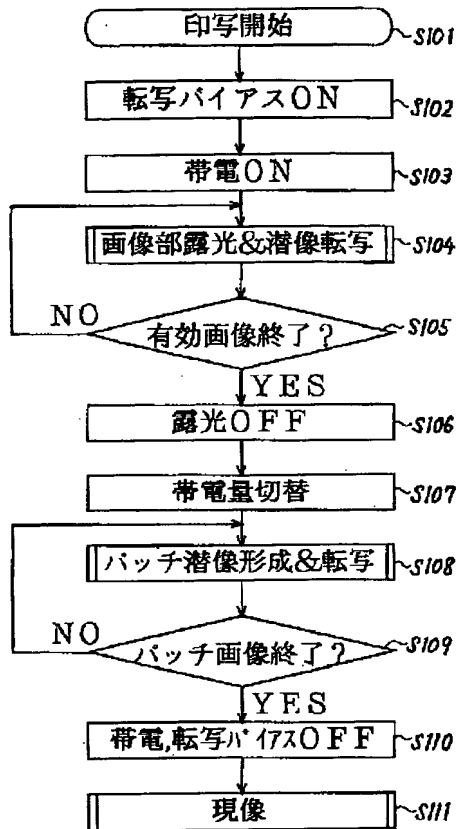 印写開始 S101
転写バイアスON S102
帯電ON S103
画像部露光&潜像転写 S104
有効画像終了? S105
NO
YES
露光OFF S106
帯電量切替 S107
パッチ潜像形成&転写 S108
パッチ画像終了? S109
NO
YES
帯電,転写バイアスOFF S110
現像 S111